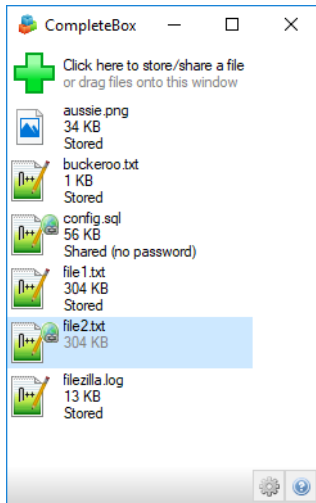 CompleteBox
Click here to store/share a file
or drag files onto this window
aussie.png
34 KB
Stored
buckeroo.txt
1 KB
Stored
config.sql
56 KB
Shared (no password)
file1.txt
304 KB
Stored
file2.txt
304 KB
filezilla.log
13 KB
Stored